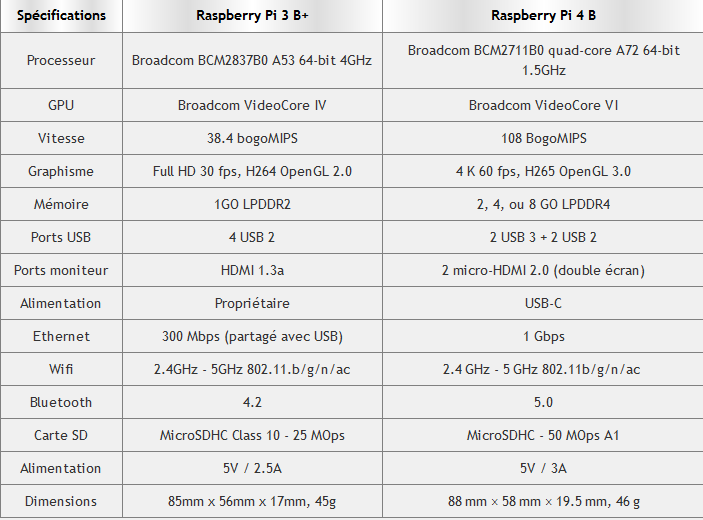 Spécifications Raspberry Pi 3 B+ Raspberry Pi 4 B
Processeur Broadcom BCM2837B0 A53 64-bit 4GHz Broadcom BCM2711B0 quad-core A72 64-bit
1.5GHz
GPU Broadcom VideoCore IV Broadcom VideoCore VI
Vitesse 38.4 bogoMIPS 108 BogoMIPS
Graphisme Full HD 30 fps, H264 OpenGL 2.0 4 K 60 fps, H265 OpenGL 3.0
Mémoire 1GO LPDDR2 2, 4, ou 8 GO LPDDR4
Ports USB 4 USB 2 2 USB 3 + 2 USB 2
Ports moniteur HDMI 1.3a 2 micro-HDMI 2.0 (double écran)
Alimentation Propriétaire USB-C
Ethernet 300 Mbps (partagé avec USB) 1 Gbps
Wifi 2.4GHz - 5GHz 802.11.b/g/n/ac 2.4 GHz - 5 GHz 802.11b/g/n/ac
Bluetooth 4.2 5.0
Carte SD MicroSDHC Class 10 - 25 MOps MicroSDHC - 50 MOps A1
Alimentation 5V / 2.5A 5V / 3A
Dimensions 85mm x 56mm x 17mm, 45g 88 mm × 58 mm × 19.5 mm, 46 g